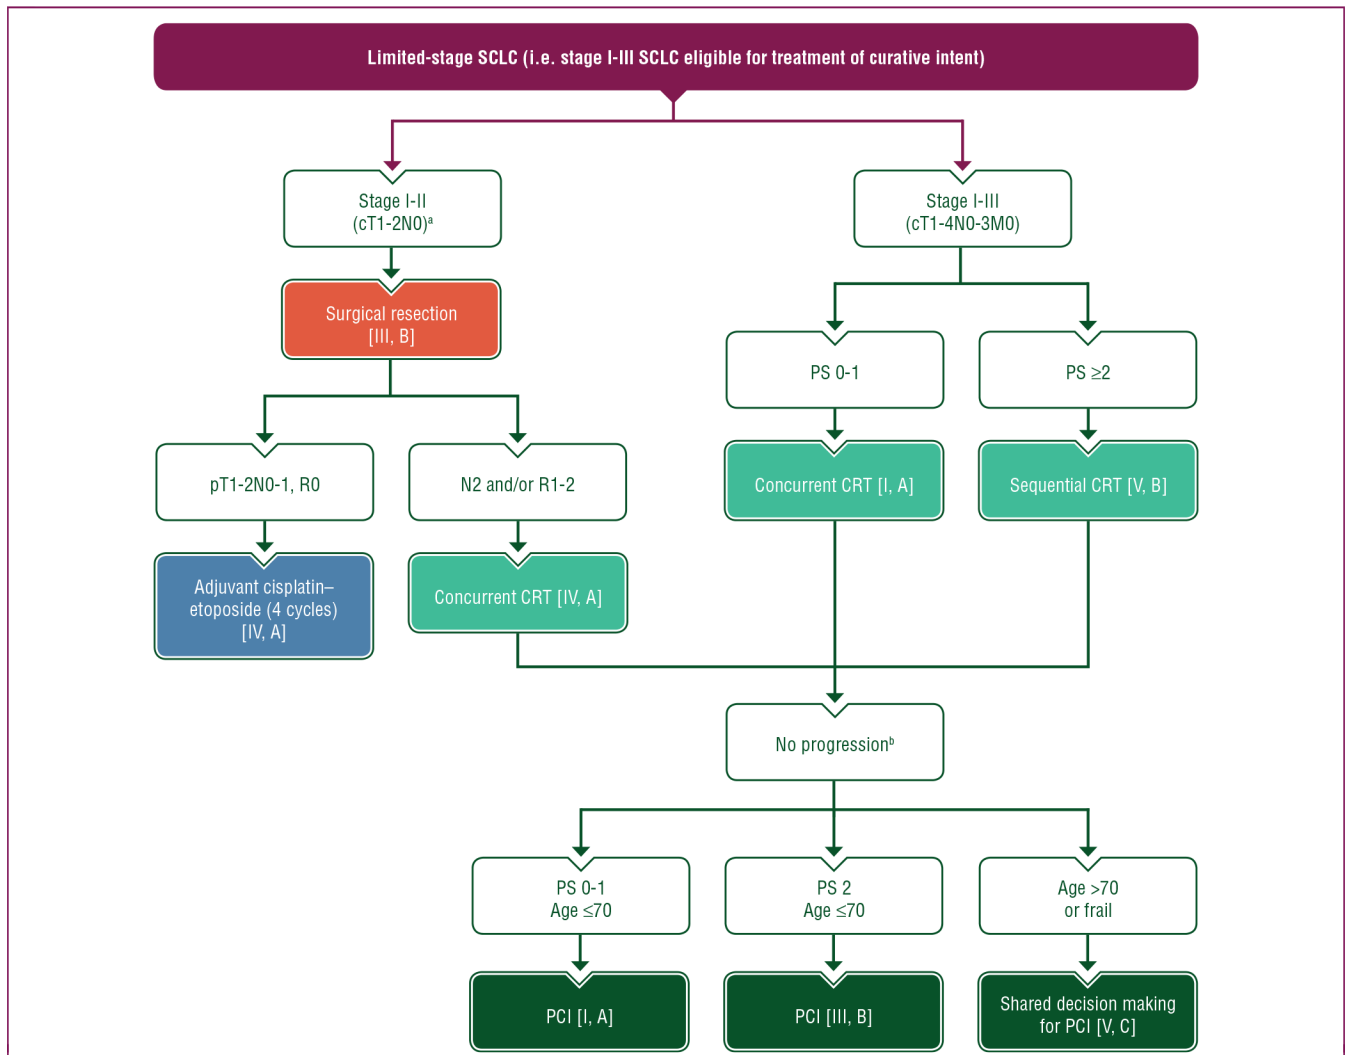 Limited-stage SCLC (i.e. stage I-III SCLC eligible for treatment of curative intent)
Stage I-II
(cT1-2N0)ᵃ
Stage I-III
(cT1-4N0-3M0)
Surgical resection
[III, B]
PS 0-1
PS ≥2
pT1-2N0-1, R0
N2 and/or R1-2
Concurrent CRT [I, A]
Sequential CRT [V, B]
Adjuvant cisplatin–
etoposide (4 cycles)
[IV, A]
Concurrent CRT [IV, A]
No progressionᵇ
PS 0-1
Age ≤70
PS 2
Age ≤70
Age >70
or frail
PCI [I, A]
PCI [III, B]
Shared decision making
for PCI [V, C]